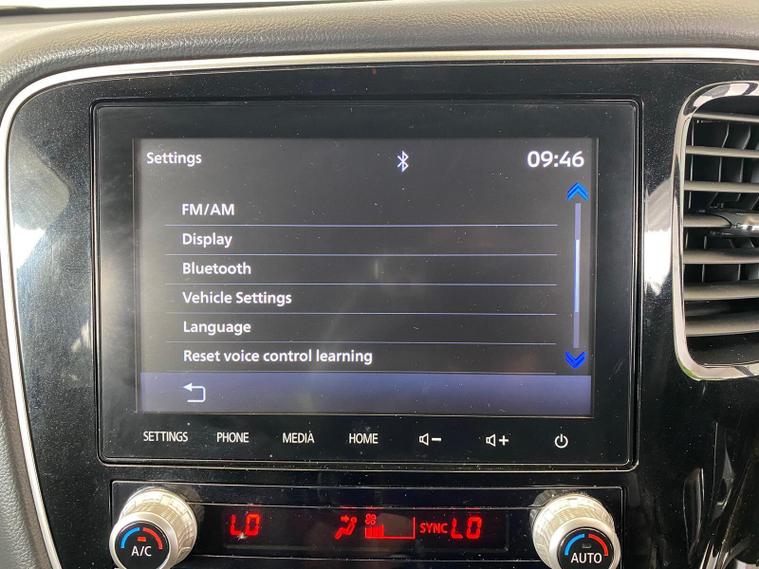 Settings 09:46
FM/AM
Display
Bluetooth
Vehicle Settings
Language
Reset voice control learning
SETTINGS PHONE MEDIA HOME - +
LO SYNC LO
A/C AUTO